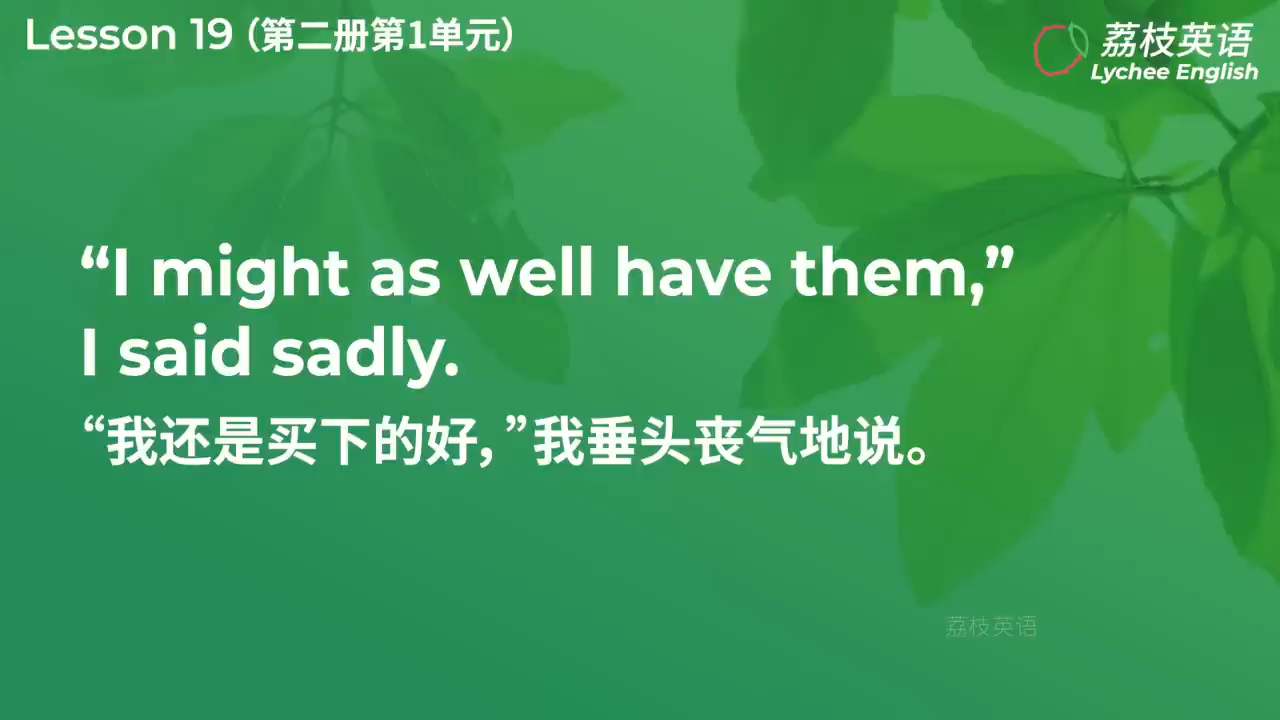 Lesson 19（第二册第1单元）
荔枝英语
Lychee English
“I might as well have them,”
I said sadly.
“我还是买下的好，”我垂头丧气地说。
荔枝英语